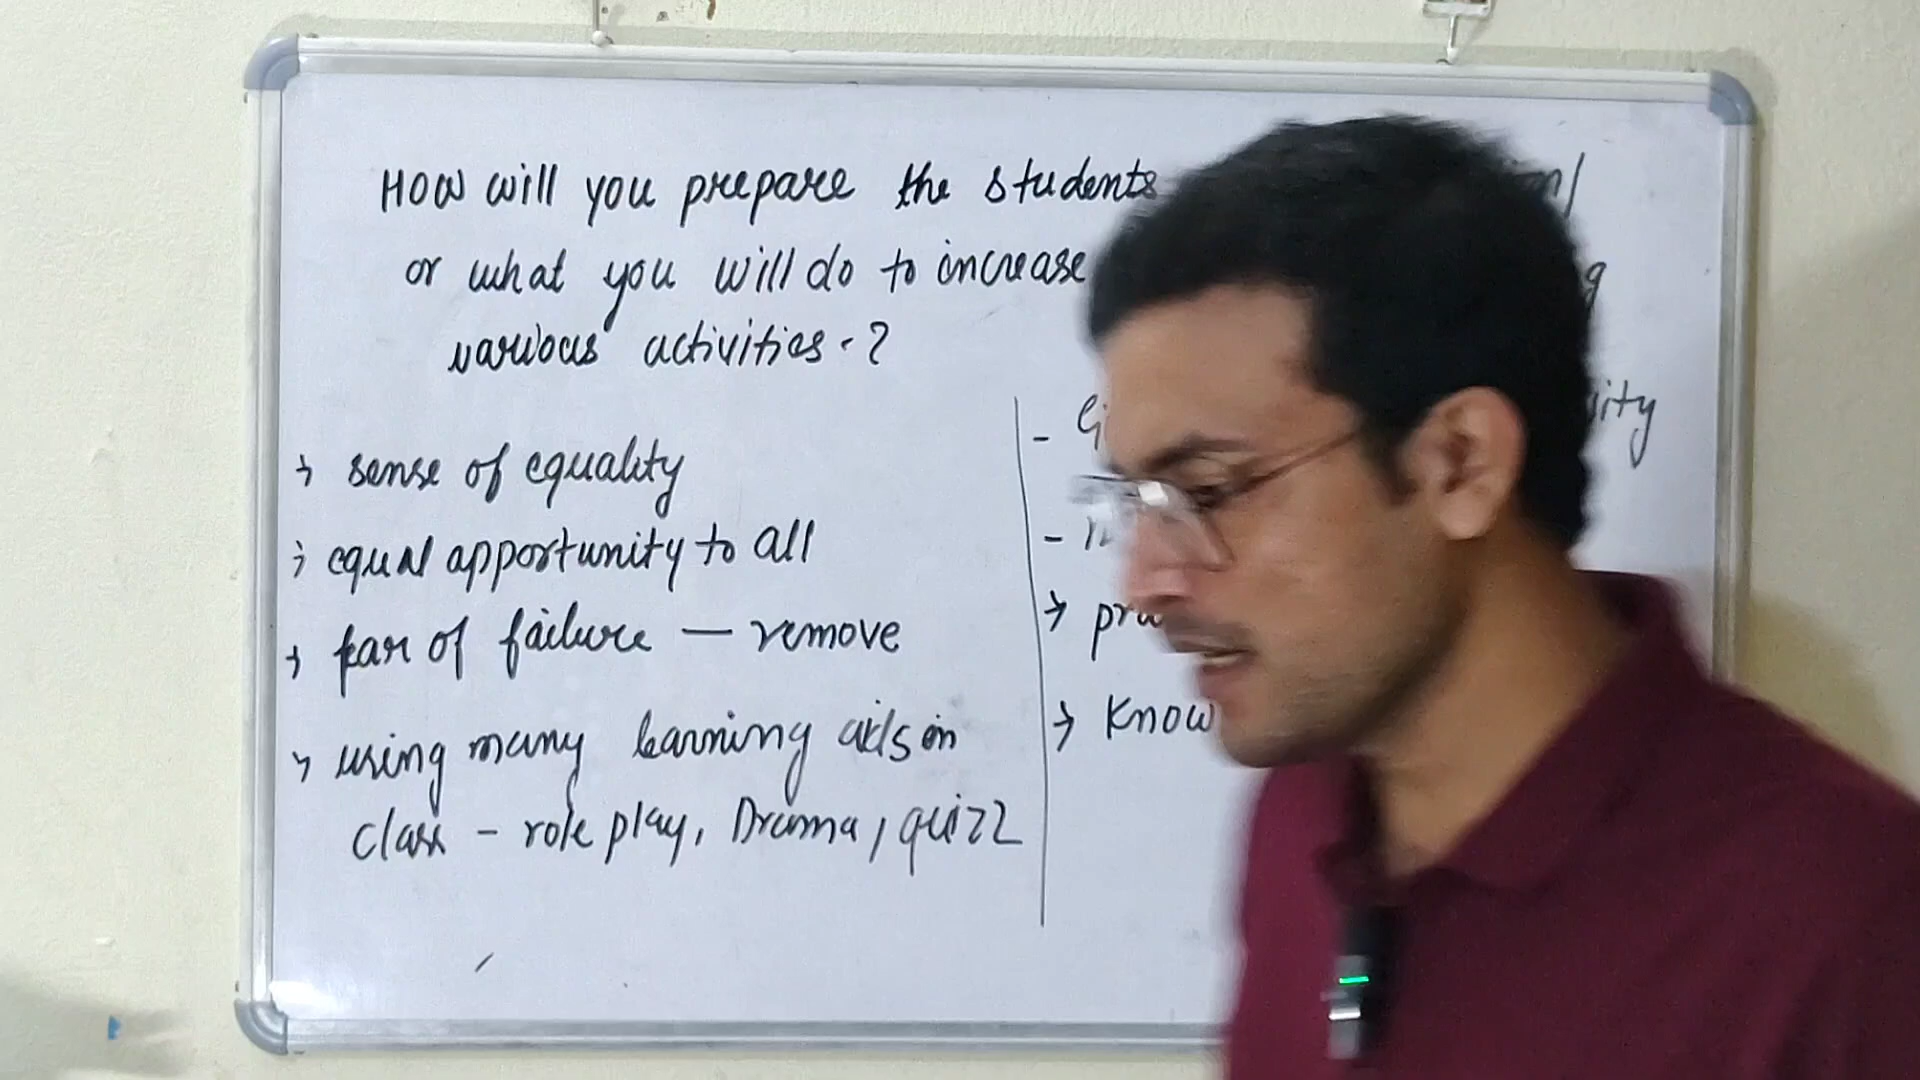 How will you prepare the students
or what you will do to increase
various activities.?
→ sense of equality
→ equal apportunity to all
→ fear of failure — remove
→ using many learning aids in
class - role play, Drama, quizz
-
-
→
→ Know